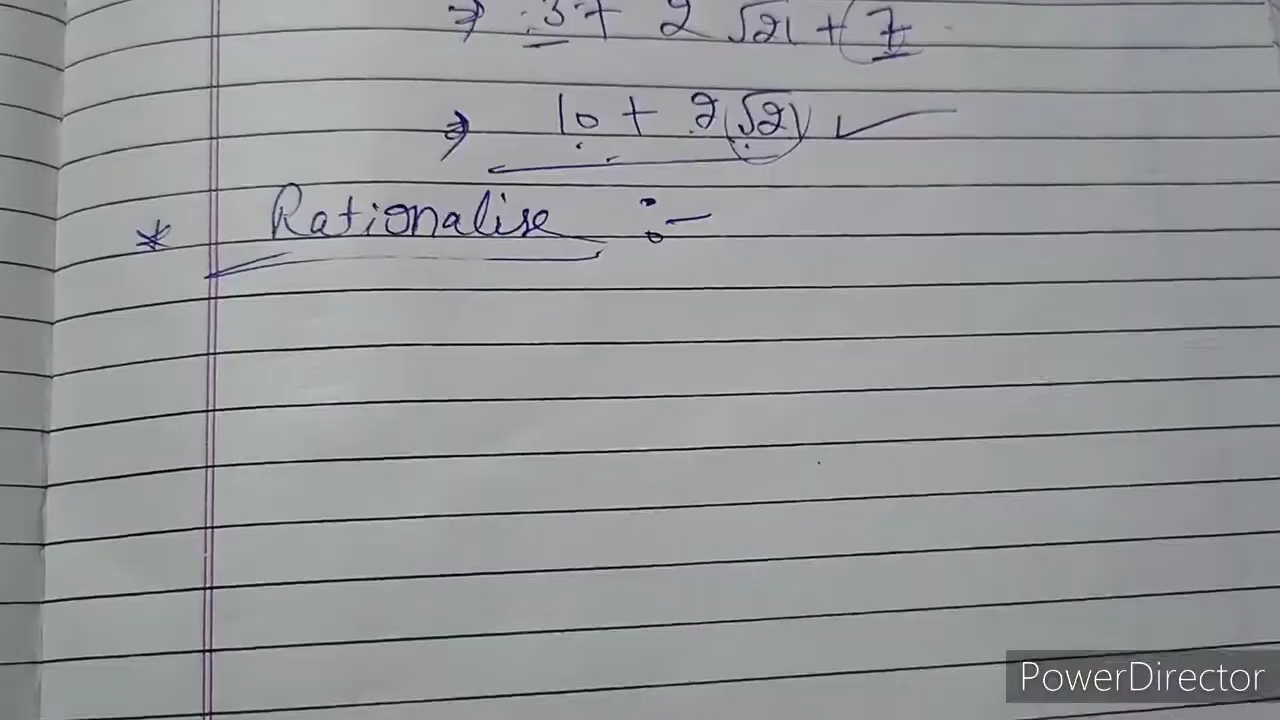 ⇒ 3 + 2 √21 + 7
⇒ 10 + 2 √21 ✓
* Rationalise :-
PowerDirector